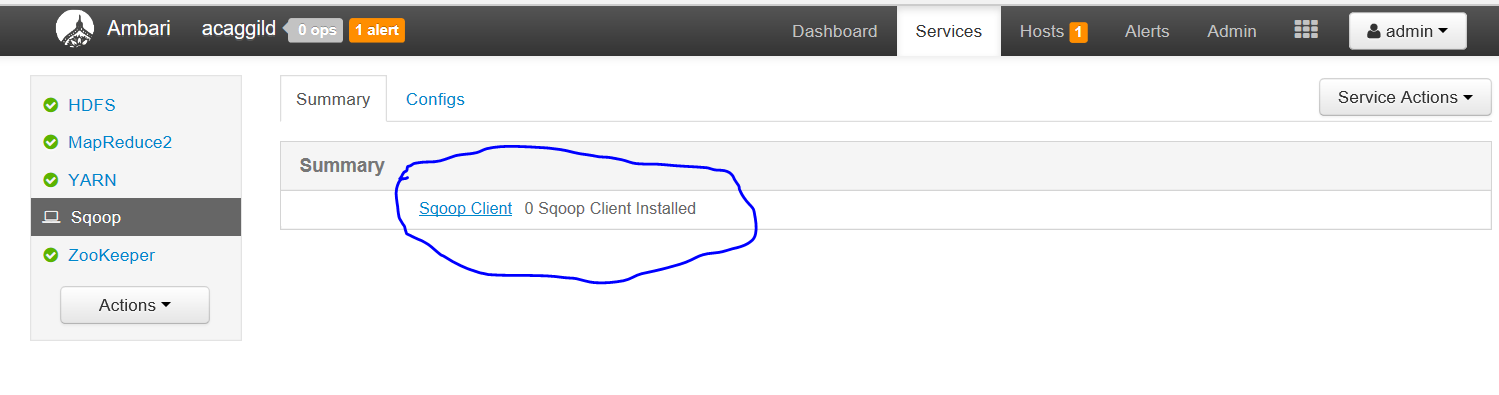 Ambari acaggild 0 ops 1 alert Dashboard Services Hosts 1 Alerts Admin admin
HDFS
MapReduce2
YARN
Sqoop
ZooKeeper
Actions
Summary Configs Service Actions
Summary
Sqoop Client 0 Sqoop Client Installed